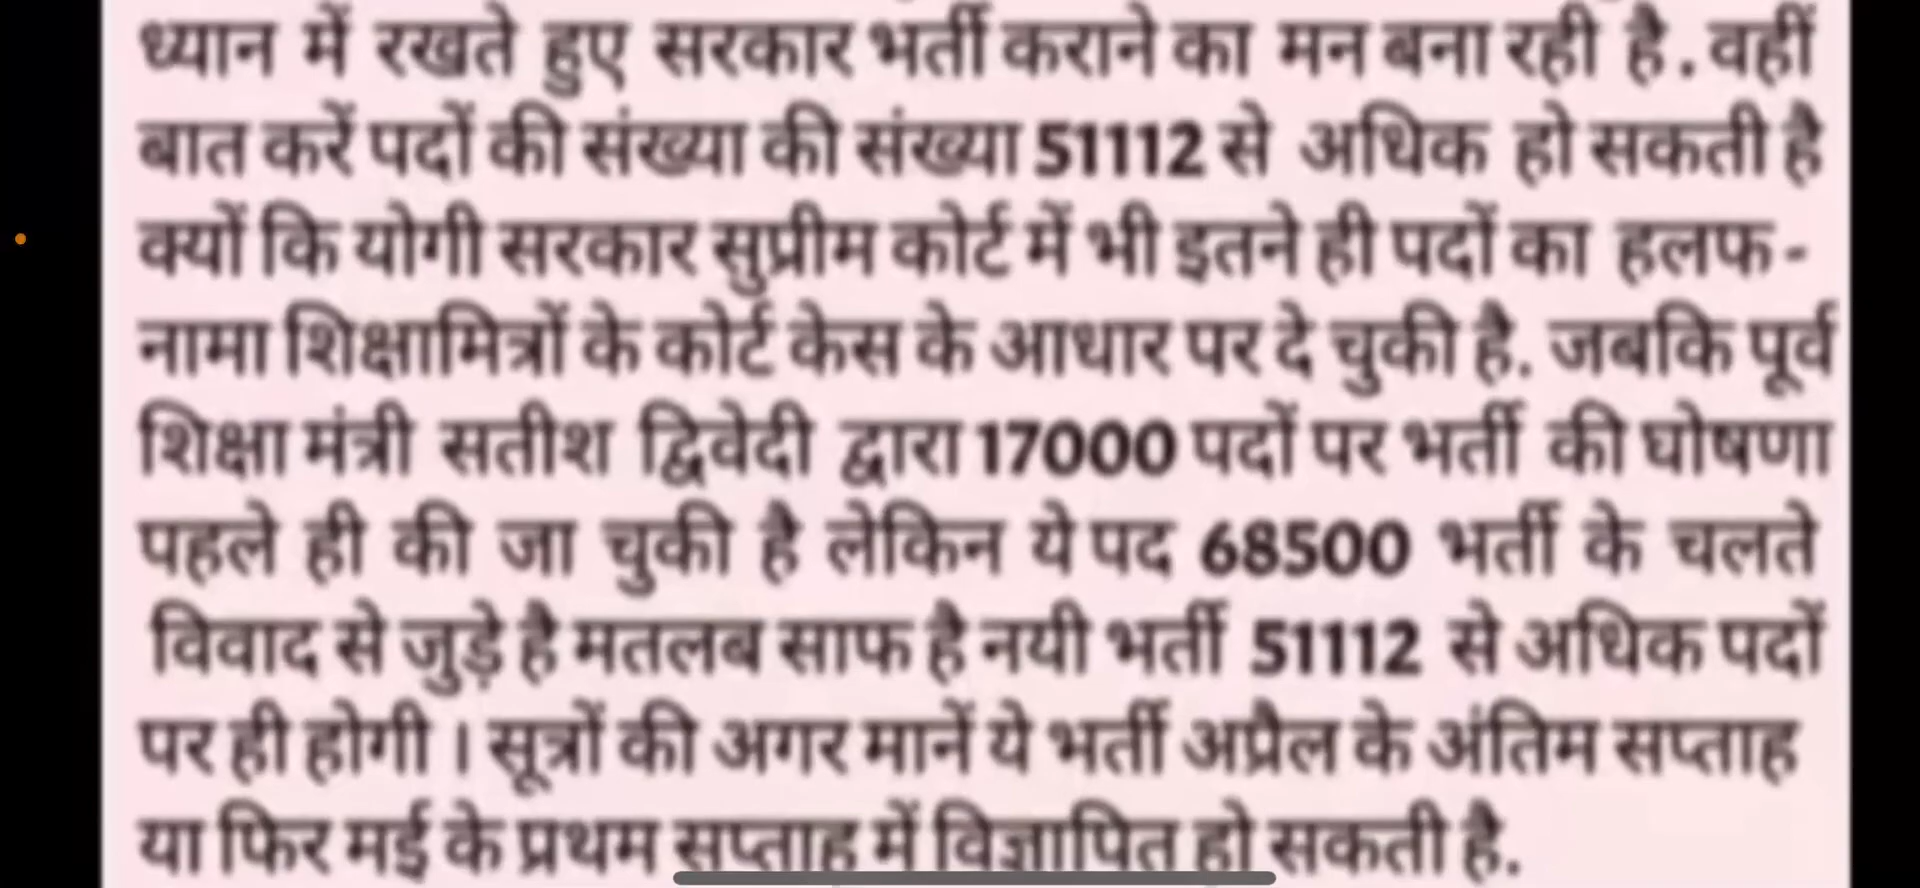 ध्यान में रखते हुए सरकार भर्ती कराने का मन बना रही है. वहीं
बात करें पदों की संख्या की संख्या 51112 से अधिक हो सकती है
क्यों कि योगी सरकार सुप्रीम कोर्ट में भी इतने ही पदों का हलफ-
नामा शिक्षामित्रों के कोर्ट केस के आधार पर दे चुकी है. जबकि पूर्व
शिक्षा मंत्री सतीश द्विवेदी द्वारा 17000 पदों पर भर्ती की घोषणा
पहले ही की जा चुकी है लेकिन ये पद 68500 भर्ती के चलते
विवाद से जुड़े है मतलब साफ है नयी भर्ती 51112 से अधिक पदों
पर ही होगी । सूत्रों की अगर मानें ये भर्ती अप्रैल के अंतिम सप्ताह
या फिर मई के प्रथम सप्ताह में विज्ञापित हो सकती है.